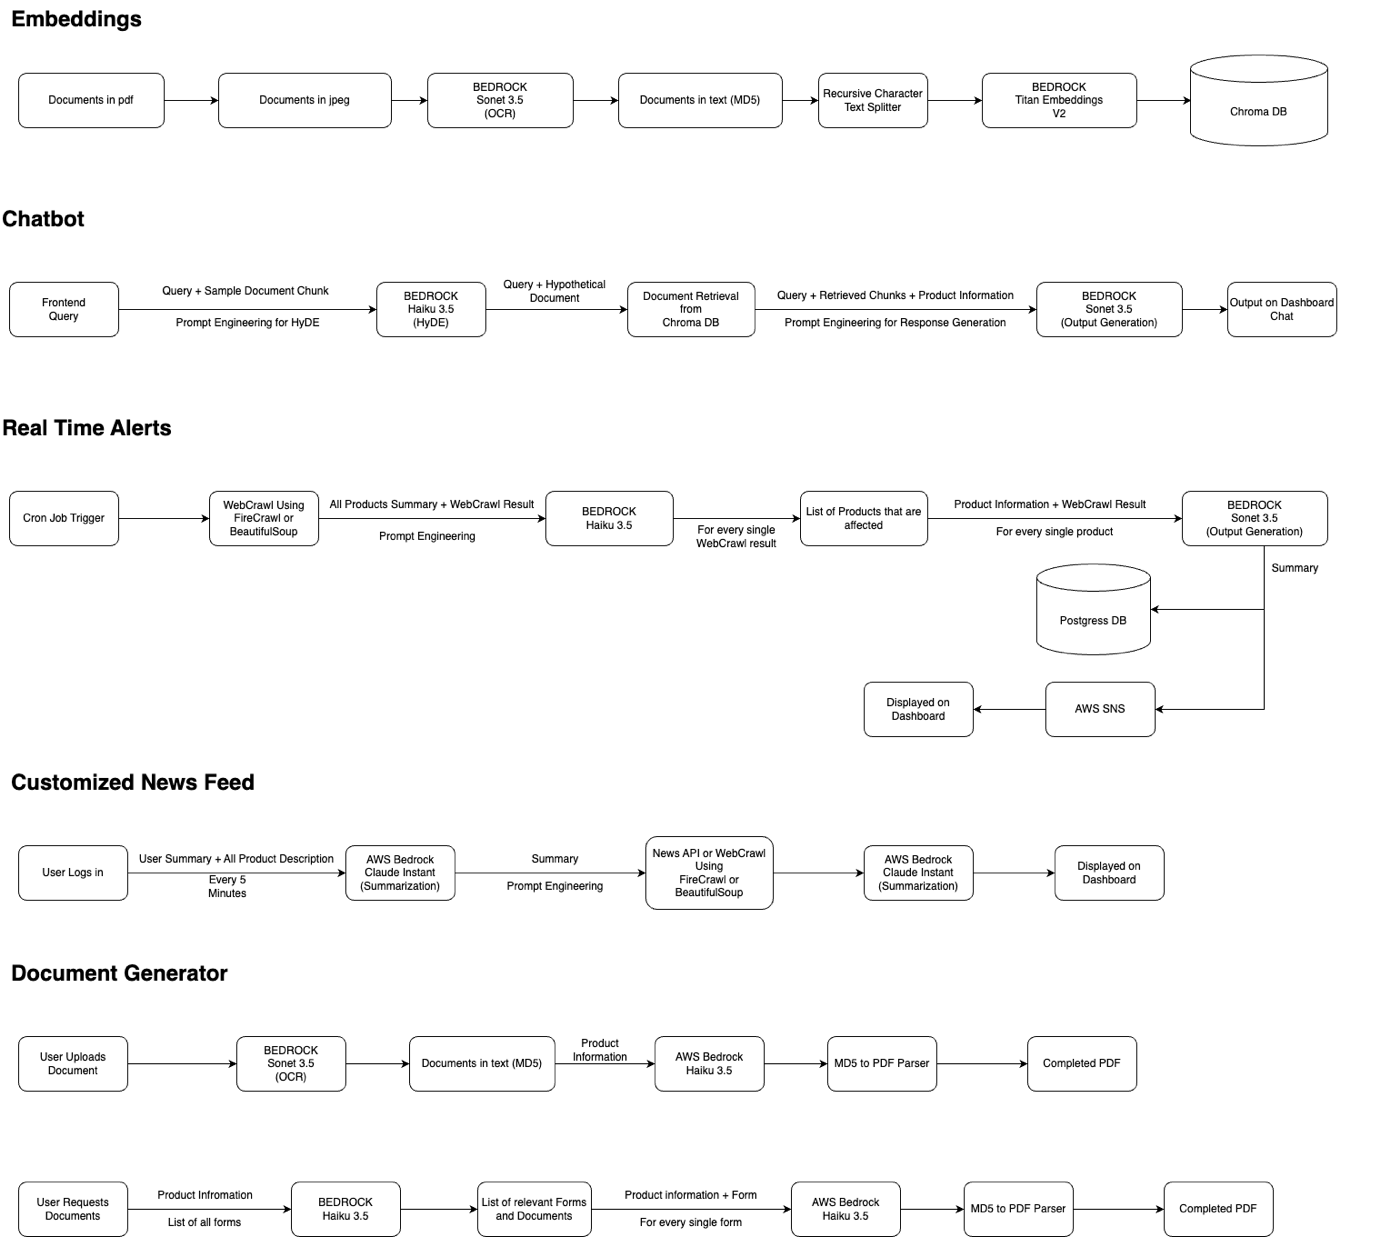 Embeddings
Documents in pdf
Documents in jpeg
BEDROCK
Sonet 3.5
(OCR)
Documents in text (MD5)
Recursive Character
Text Splitter
BEDROCK
Titan Embeddings
V2
Chroma DB
Chatbot
Frontend
Query
Query + Sample Document Chunk
Prompt Engineering for HyDE
BEDROCK
Haiku 3.5
(HyDE)
Query + Hypothetical
Document
Document Retrieval
from
Chroma DB
Query + Retrieved Chunks + Product Information
Prompt Engineering for Response Generation
BEDROCK
Sonet 3.5
(Output Generation)
Output on Dashboard
Chat
Real Time Alerts
Cron Job Trigger
WebCrawl Using
FireCrawl or
BeautifulSoup
All Products Summary + WebCrawl Result
Prompt Engineering
BEDROCK
Haiku 3.5
For every single
WebCrawl result
List of Products that are
affected
Product Information + WebCrawl Result
For every single product
BEDROCK
Sonet 3.5
(Output Generation)
Summary
Postgress DB
Displayed on
Dashboard
AWS SNS
Customized News Feed
User Logs in
User Summary + All Product Description
Every 5
Minutes
AWS Bedrock
Claude Instant
(Summarization)
Summary
Prompt Engineering
News API or WebCrawl
Using
FireCrawl or
BeautifulSoup
AWS Bedrock
Claude Instant
(Summarization)
Displayed on
Dashboard
Document Generator
User Uploads
Document
BEDROCK
Sonet 3.5
(OCR)
Documents in text (MD5)
Product
Information
AWS Bedrock
Haiku 3.5
MD5 to PDF Parser
Completed PDF
User Requests
Documents
Product Infromation
List of all forms
BEDROCK
Haiku 3.5
List of relevant Forms
and Documents
Product information + Form
For every single form
AWS Bedrock
Haiku 3.5
MD5 to PDF Parser
Completed PDF